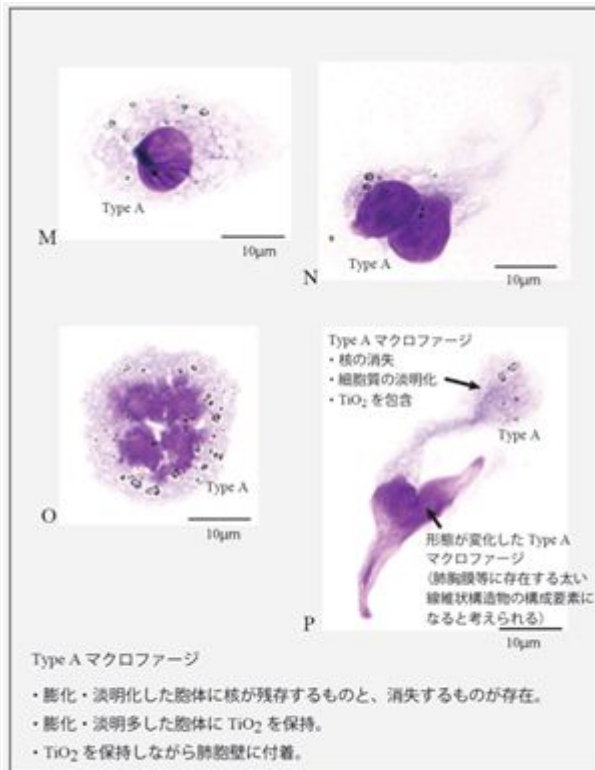 Type A
M
10μm
Type A
N
10μm
Type A
O
10μm
Type A マクロファージ
・核の消失
・細胞質の淡明化
・TiO2 を包含
Type A
形態が変化した Type A
マクロファージ
(肺胸膜等に存在する太い
線維状構造物の構成要素に
なると考えられる)
P
10μm
Type A マクロファージ
・膨化・淡明化した胞体に核が残存するものと、消失するものが存在。
・膨化・淡明多した胞体に TiO2 を保持。
・TiO2 を保持しながら肺胞壁に付着。